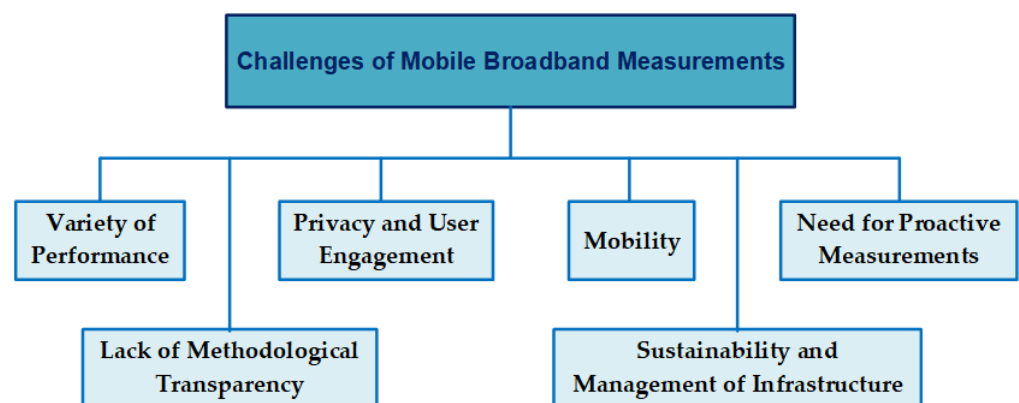 Challenges of Mobile Broadband Measurements
Variety of
Performance
Privacy and User
Engagement
Mobility
Need for Proactive
Measurements
Lack of Methodological
Transparency
Sustainability and
Management of Infrastructure